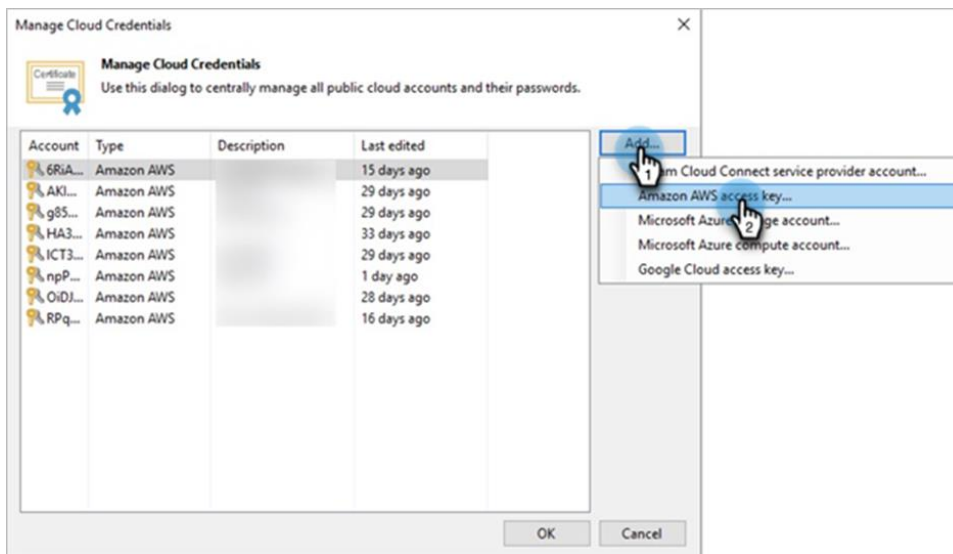 Manage Cloud Credentials
Certificate
Manage Cloud Credentials
Use this dialog to centrally manage all public cloud accounts and their passwords.
Account Type Description Last edited
6RiA... Amazon AWS 15 days ago
AKI... Amazon AWS 29 days ago
g85... Amazon AWS 29 days ago
HA3... Amazon AWS 33 days ago
ICT3... Amazon AWS 29 days ago
npP... Amazon AWS 1 day ago
OiDJ... Amazon AWS 28 days ago
RPq... Amazon AWS 16 days ago
Add...
1
Cloud Connect service provider account...
Amazon AWS access key...
2
Microsoft Azure account...
Microsoft Azure compute account...
Google Cloud access key...
OK Cancel